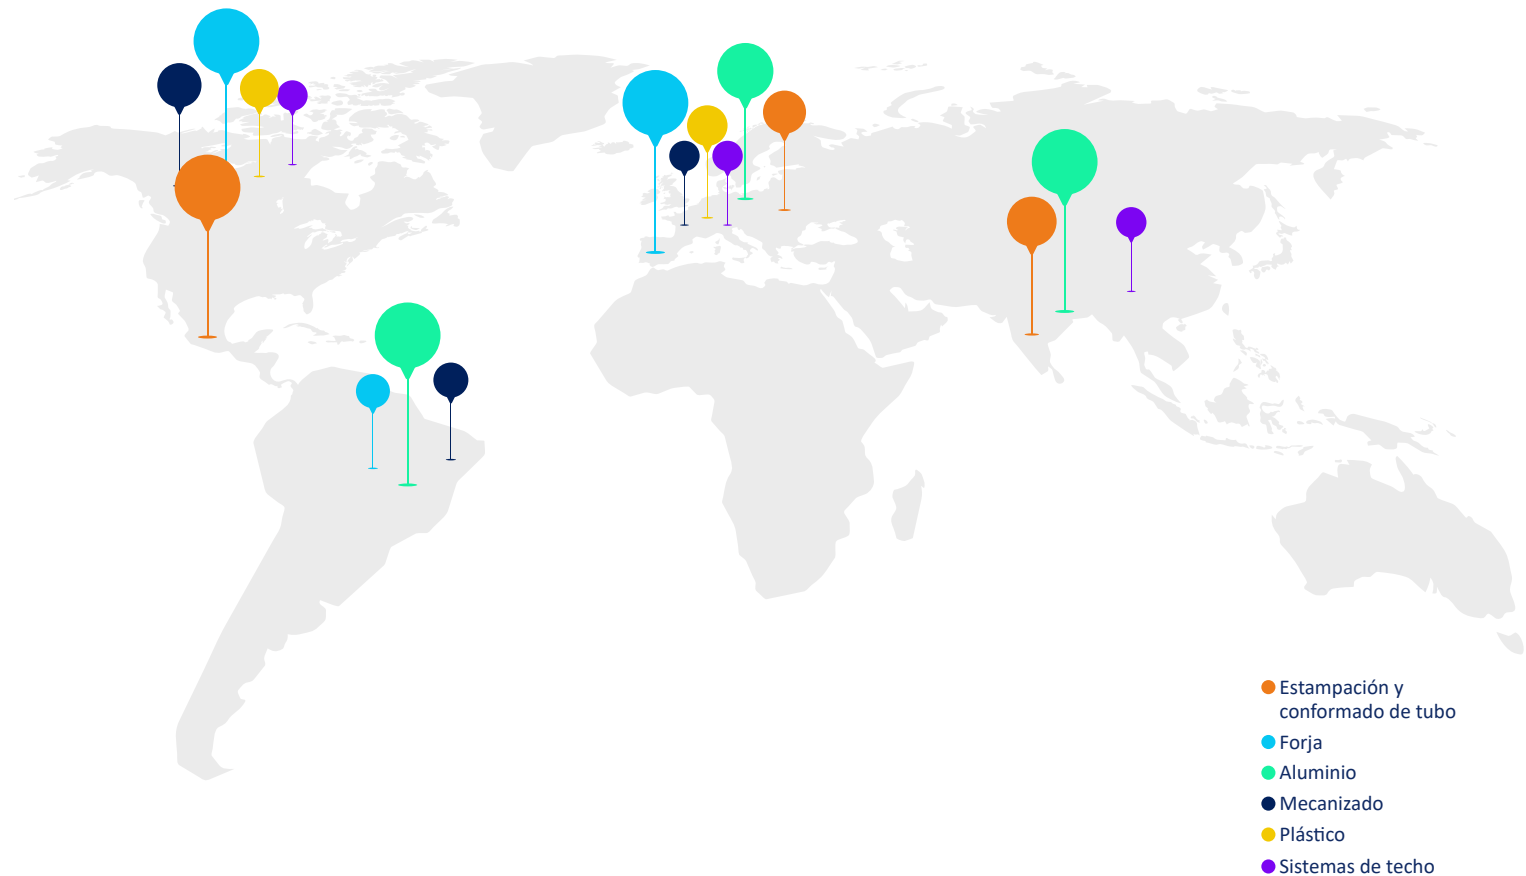 Estampación y
conformado de tubo
Forja
Aluminio
Mecanizado
Plástico
Sistemas de techo